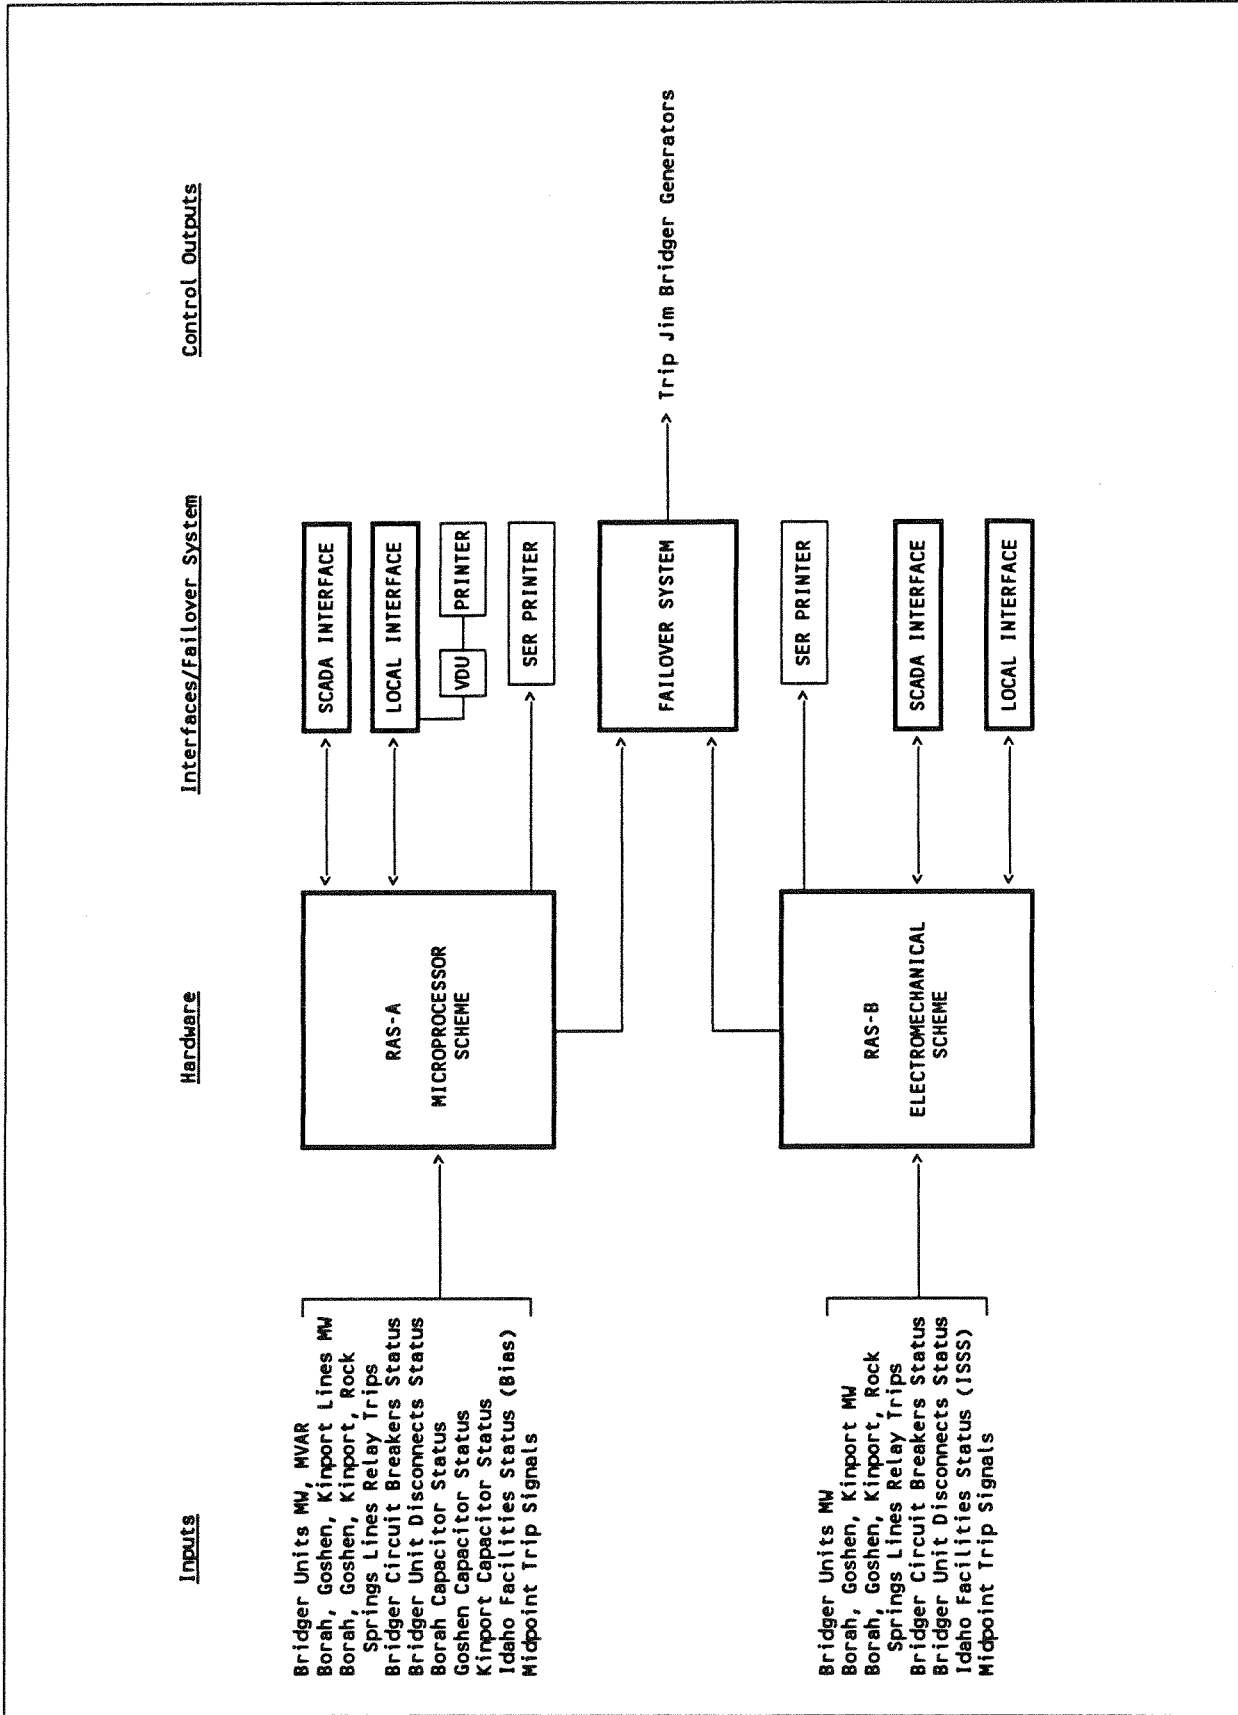 Inputs
Hardware
Interfaces/Failover System
Control Outputs
Bridger Units MW, MVAR
Borah, Goshen, Kinport Lines MW
Borah, Goshen, Kinport, Rock
Springs Lines Relay Trips
Bridger Circuit Breakers Status
Bridger Unit Disconnects Status
Borah Capacitor Status
Goshen Capacitor Status
Kinport Capacitor Status
Idaho Facilities Status (Bias)
Midpoint Trip Signals
RAS-A
MICROPROCESSOR
SCHEME
SCADA INTERFACE
LOCAL INTERFACE
VDU
PRINTER
SER PRINTER
FAILOVER SYSTEM
Trip Jim Bridger Generators
Bridger Units MW
Borah, Goshen, Kinport MW
Borah, Goshen, Kinport, Rock
Springs Lines Relay Trips
Bridger Circuit Breakers Status
Bridger Unit Disconnects Status
Idaho Facilities Status (ISSS)
Midpoint Trip Signals
RAS-B
ELECTROMECHANICAL
SCHEME
SER PRINTER
SCADA INTERFACE
LOCAL INTERFACE